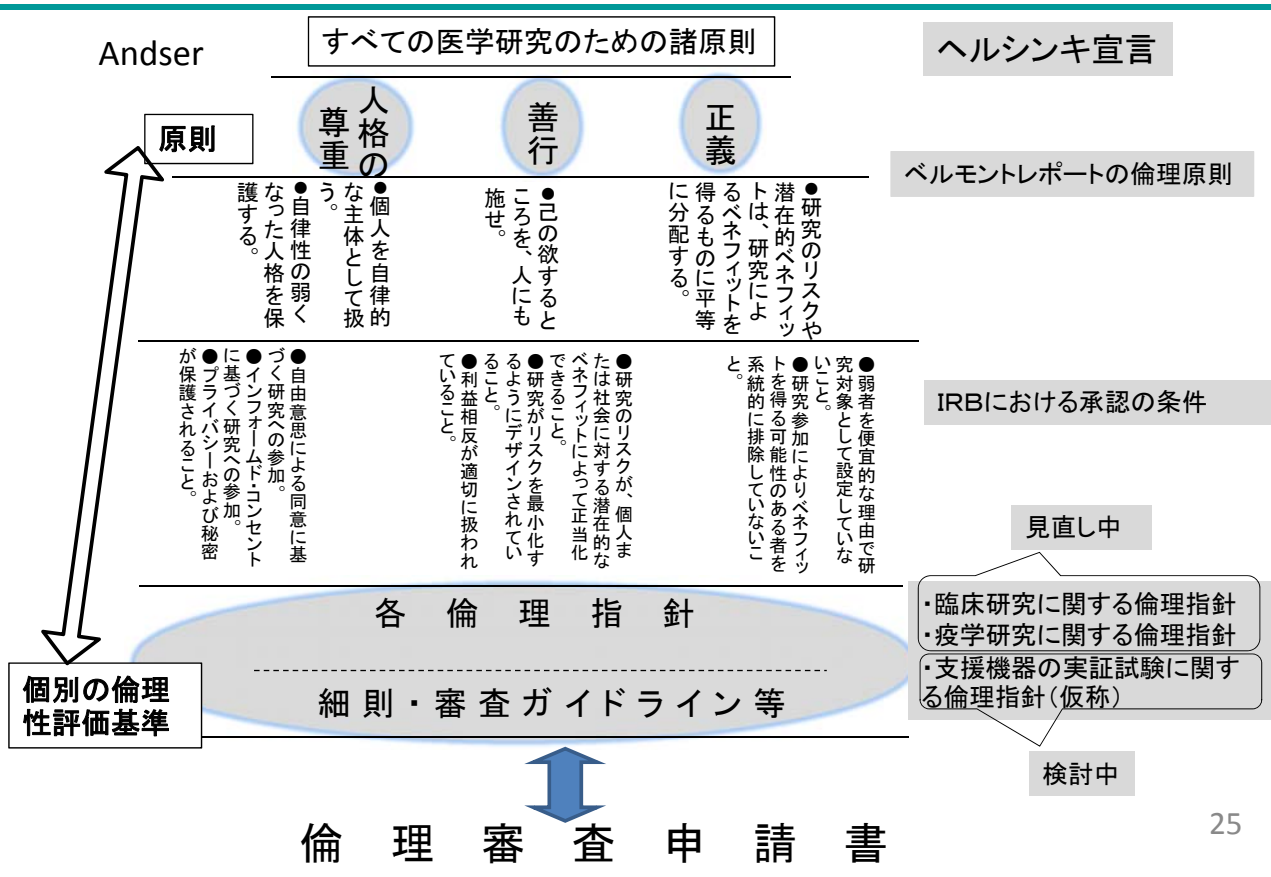 Andser
すべての医学研究のための諸原則
ヘルシンキ宣言
原則
人格の
尊重
善行
正義
ベルモントレポートの倫理原則
●個人を自律的
な主体として扱
う。
●自律性の弱く
なった人格を保
護する。
●己の欲すると
ころを、人にも
施せ。
●研究のリスクや
潜在的ベネフィッ
トは、研究によ
るベネフィットを
得るものに平等
に分配する。
●自由意思による同意に基
づく研究への参加。
●インフォームド・コンセント
に基づく研究への参加。
●プライバシーおよび秘密
が保護されること。
●研究のリスクが、個人ま
たは社会に対する潜在的な
ベネフィットによって正当化
できること。
●研究がリスクを最小化す
るようにデザインされてい
ること。
●利益相反が適切に扱われ
ていること。
●弱者を便宜的な理由で研
究対象として設定していな
いこと。
●研究参加によりベネフィッ
トを得る可能性のある者を
系統的に排除していないこ
と。
IRBにおける承認の条件
見直し中
各倫理指針
・臨床研究に関する倫理指針
・疫学研究に関する倫理指針
・支援機器の実証試験に関す
る倫理指針(仮称)
個別の倫理
性評価基準
細則・審査ガイドライン等
検討中
倫理審査申請書
25